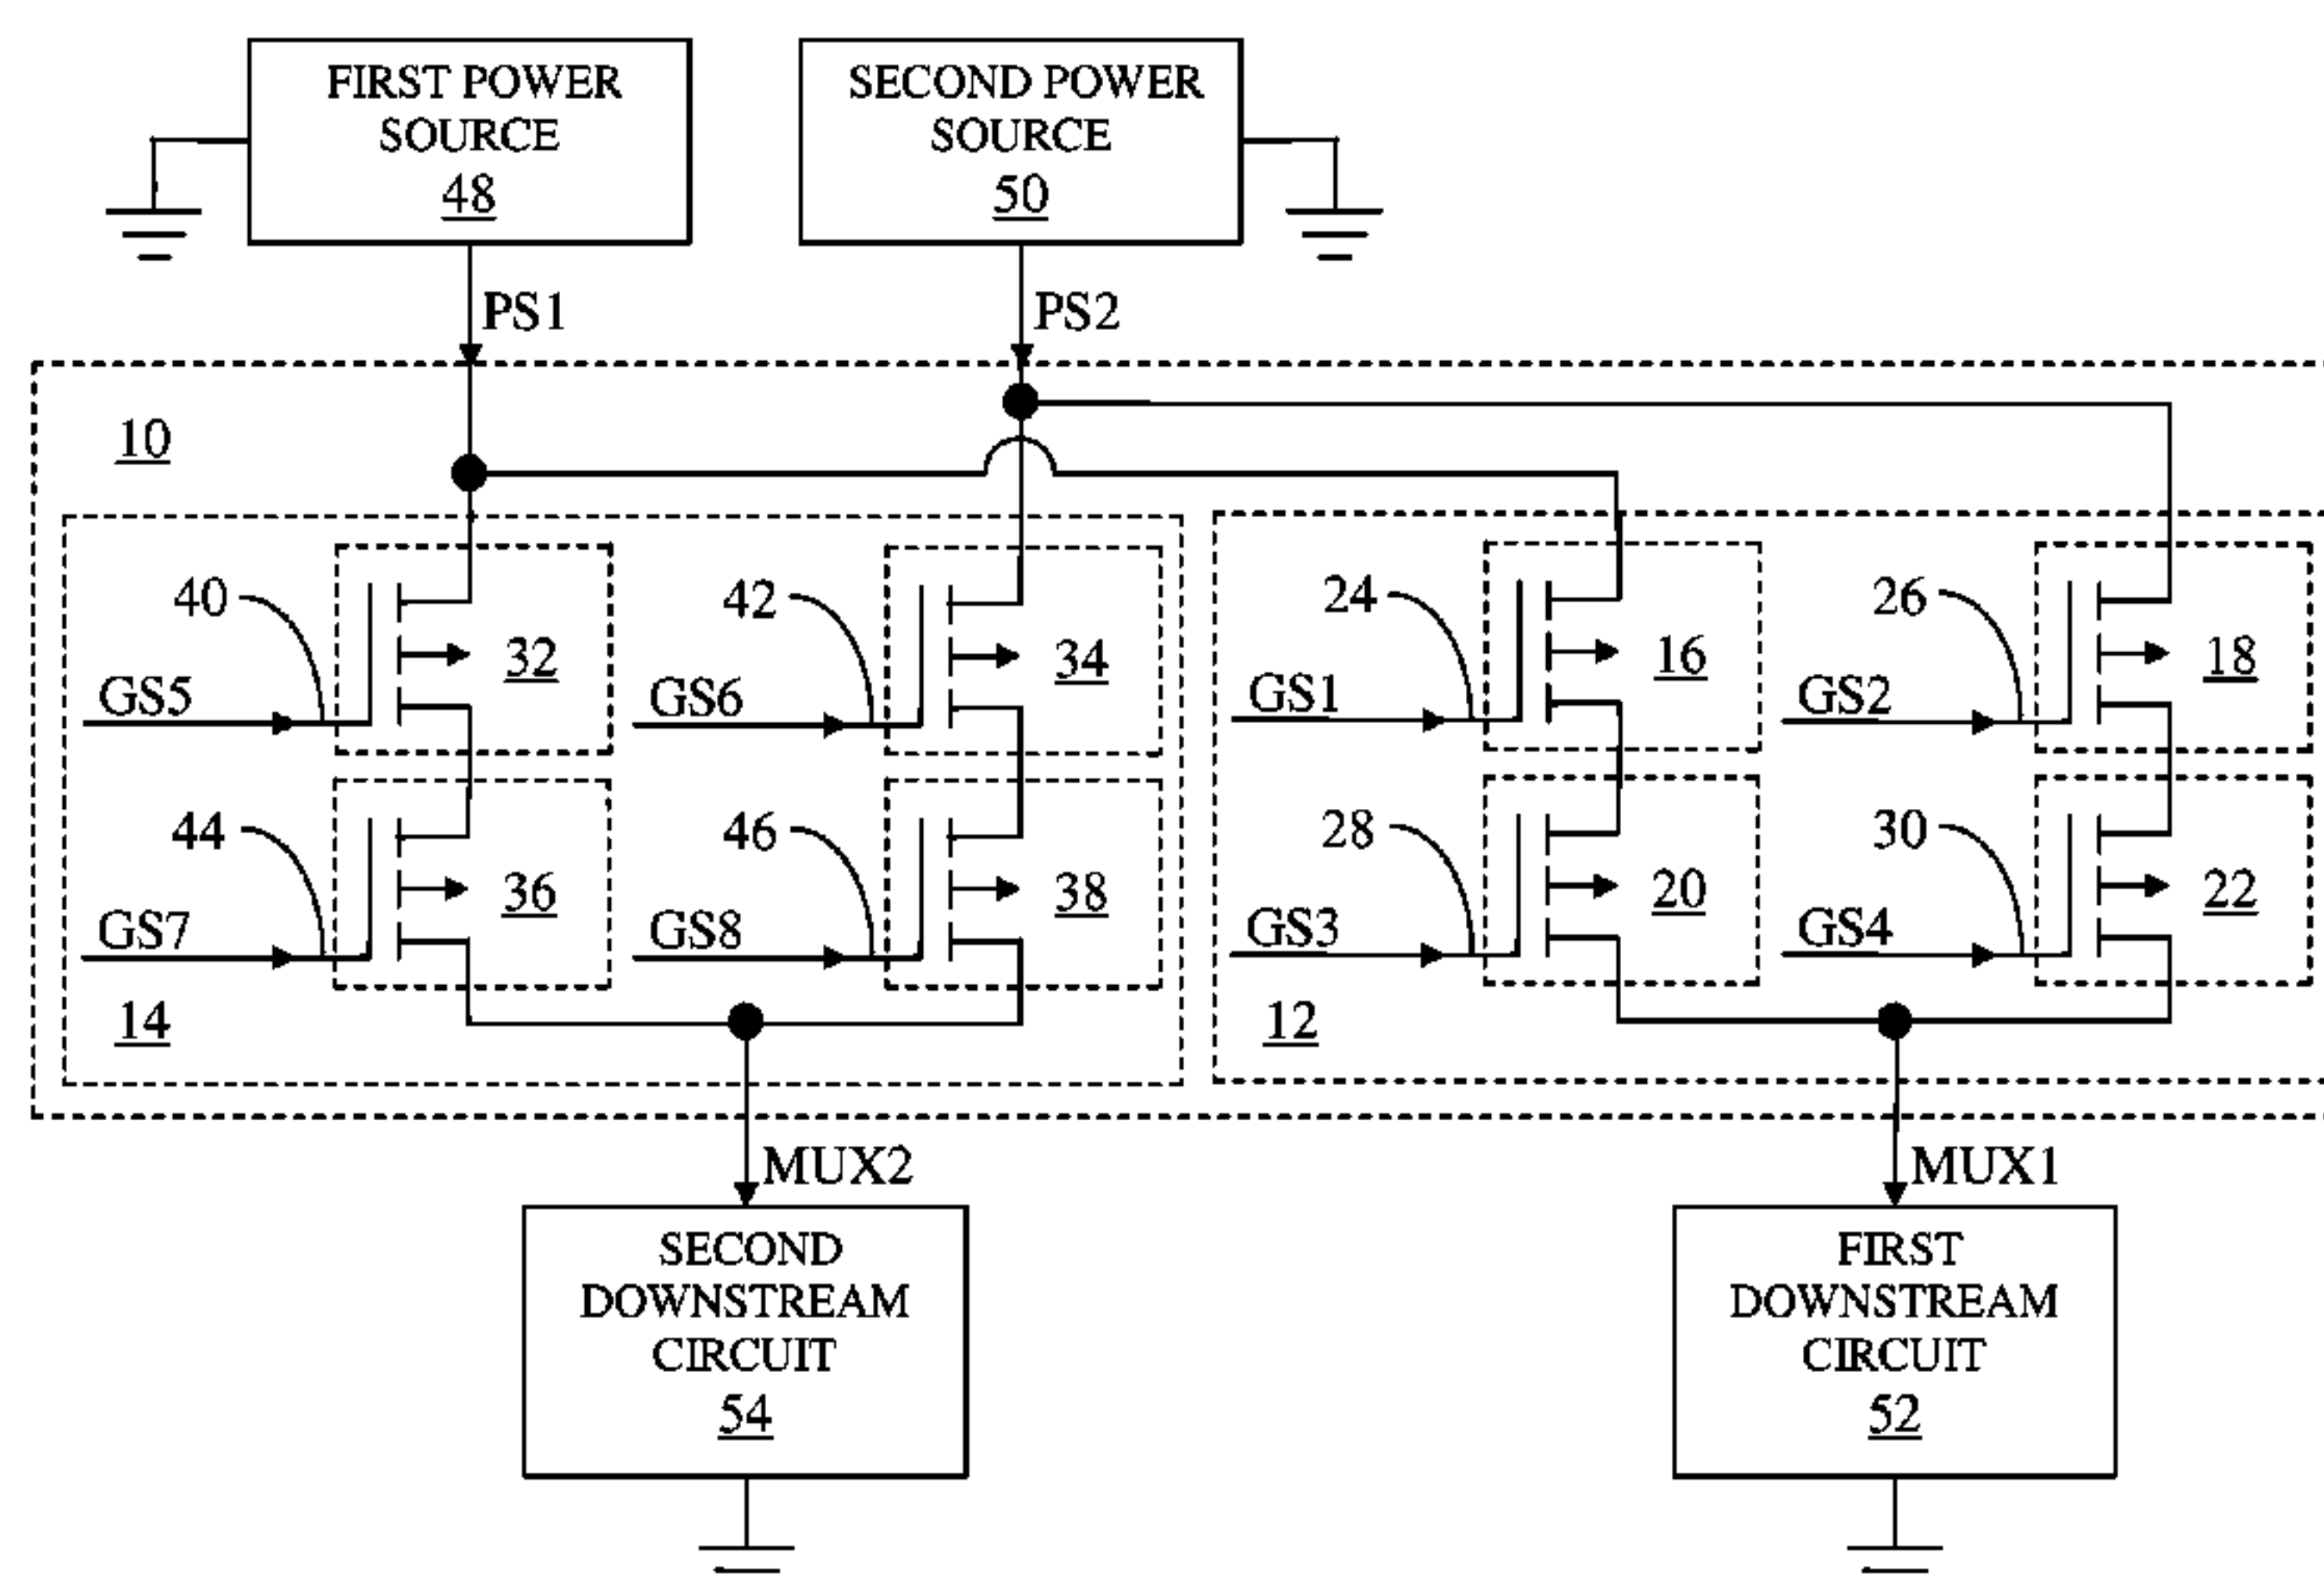 FIRST POWER
SOURCE
48
SECOND POWER
SOURCE
50
PS1
PS2
10
40
32
42
34
24
16
26
18
GS5
GS6
GS1
GS2
44
36
46
38
28
20
30
22
GS7
GS8
GS3
GS4
14
12
MUX2
MUX1
SECOND
DOWNSTREAM
CIRCUIT
54
FIRST
DOWNSTREAM
CIRCUIT
52